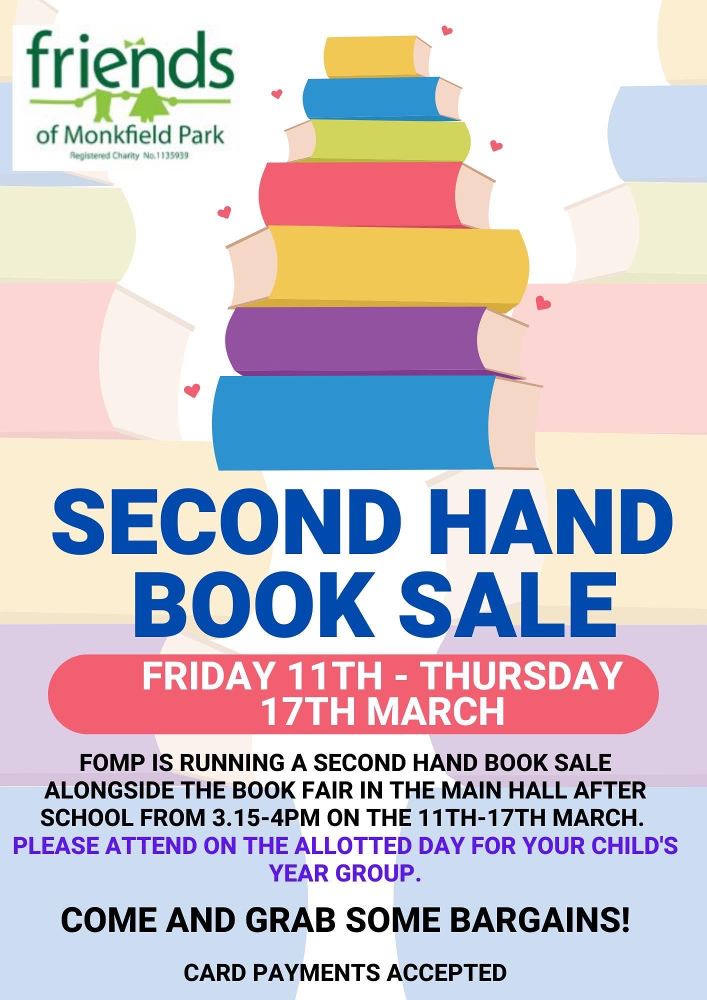 friends
of Monkfield Park
Registered Charity No.1135939
SECOND HAND
BOOK SALE
FRIDAY 11TH - THURSDAY
17TH MARCH
FOMP IS RUNNING A SECOND HAND BOOK SALE
ALONGSIDE THE BOOK FAIR IN THE MAIN HALL AFTER
SCHOOL FROM 3.15-4PM ON THE 11TH-17TH MARCH.
PLEASE ATTEND ON THE ALLOTTED DAY FOR YOUR CHILD'S
YEAR GROUP.
COME AND GRAB SOME BARGAINS!
CARD PAYMENTS ACCEPTED